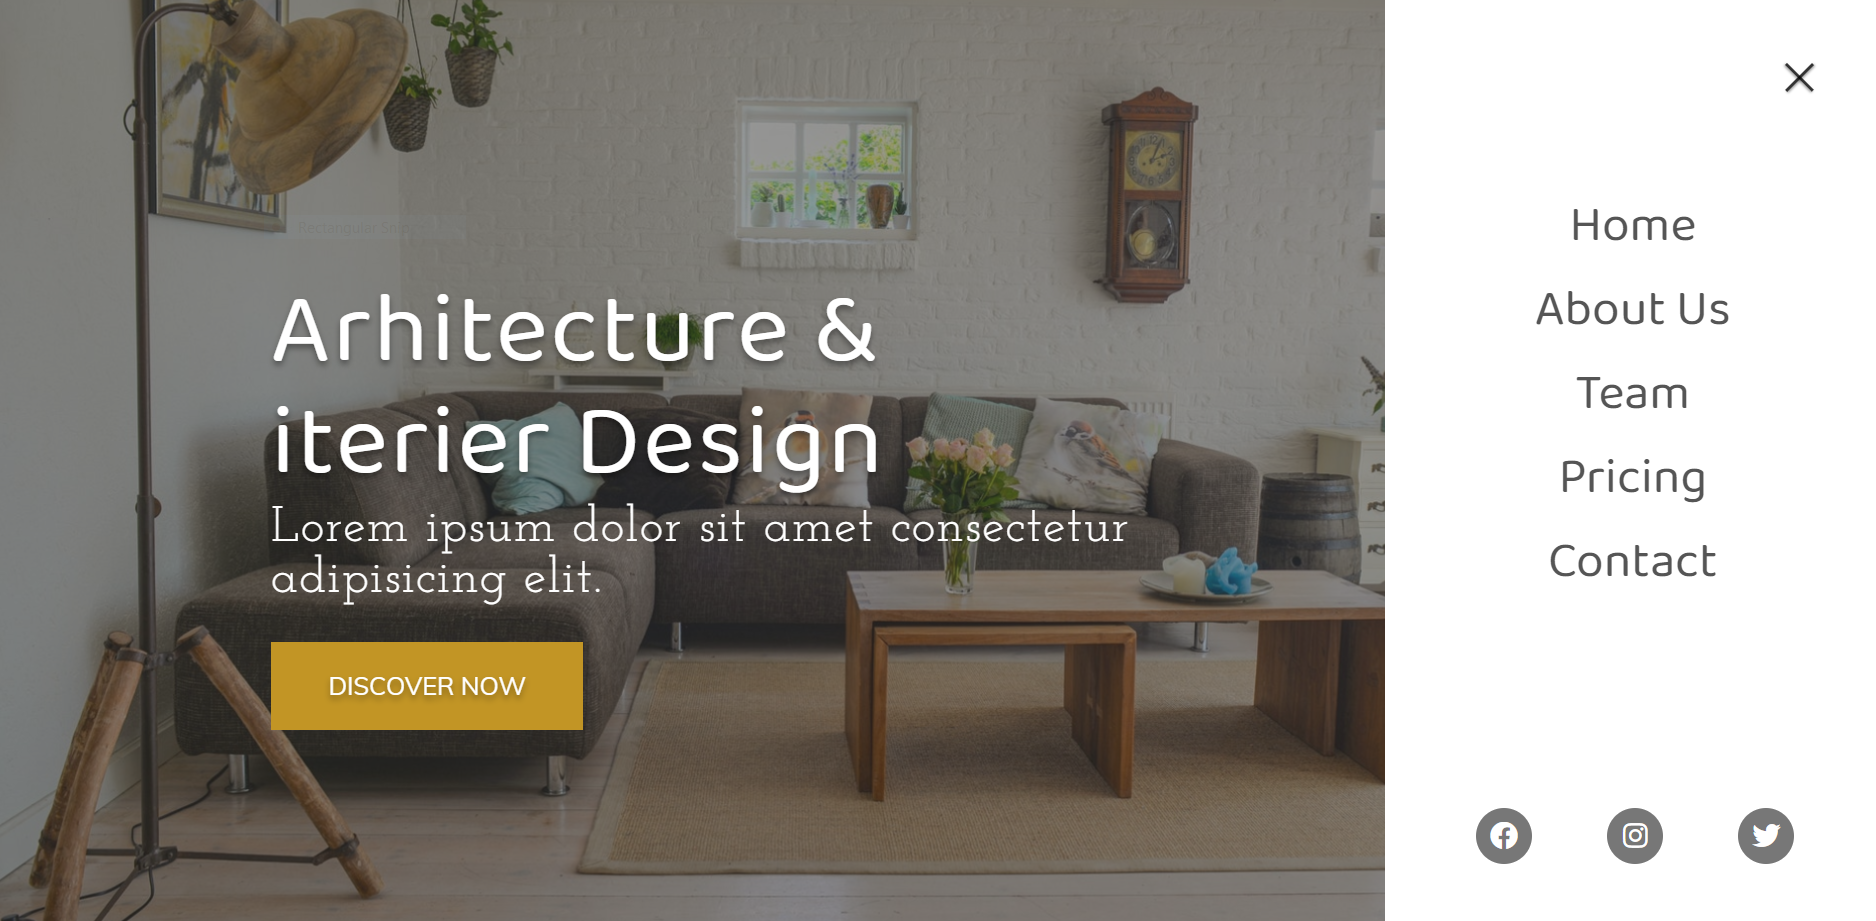 Arhitecture &
iterier Design
Lorem ipsum dolor sit amet consectetur
adipisicing elit.
DISCOVER NOW
Home
About Us
Team
Pricing
Contact